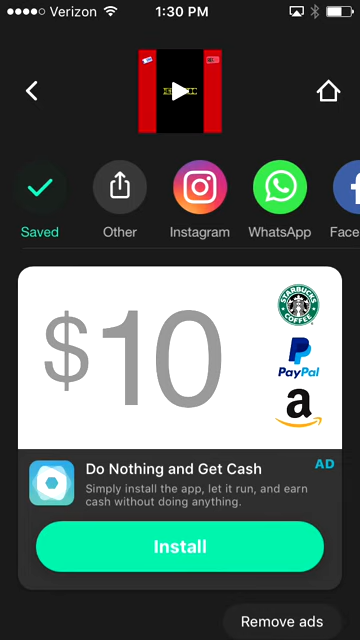 Verizon 1:30 PM
Saved Other Instagram WhatsApp Face
$10
STARBUCKS
COFFEE
PayPal
a
Do Nothing and Get Cash AD
Simply install the app, let it run, and earn
cash without doing anything.
Install
Remove ads